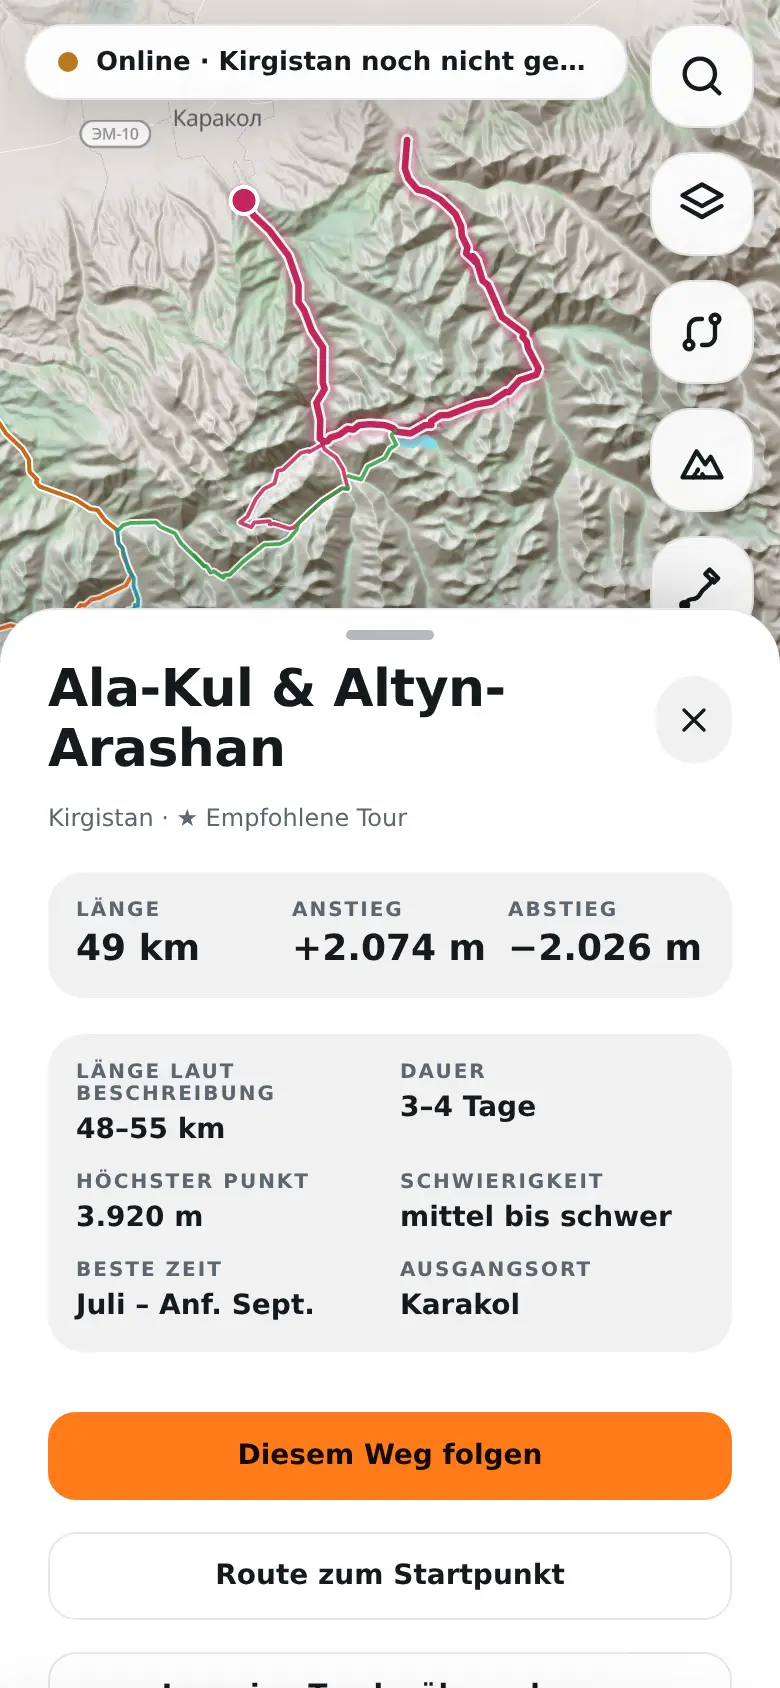 Online · Kirgistan noch nicht ge…
ЭМ-10
Каракол
Ala-Kul & Altyn-
Arashan
Kirgistan · ★ Empfohlene Tour
LÄNGE
49 km
ANSTIEG
+2.074 m
ABSTIEG
−2.026 m
LÄNGE LAUT
BESCHREIBUNG
48–55 km
DAUER
3–4 Tage
HÖCHSTER PUNKT
3.920 m
SCHWIERIGKEIT
mittel bis schwer
BESTE ZEIT
Juli – Anf. Sept.
AUSGANGSORT
Karakol
Diesem Weg folgen
Route zum Startpunkt